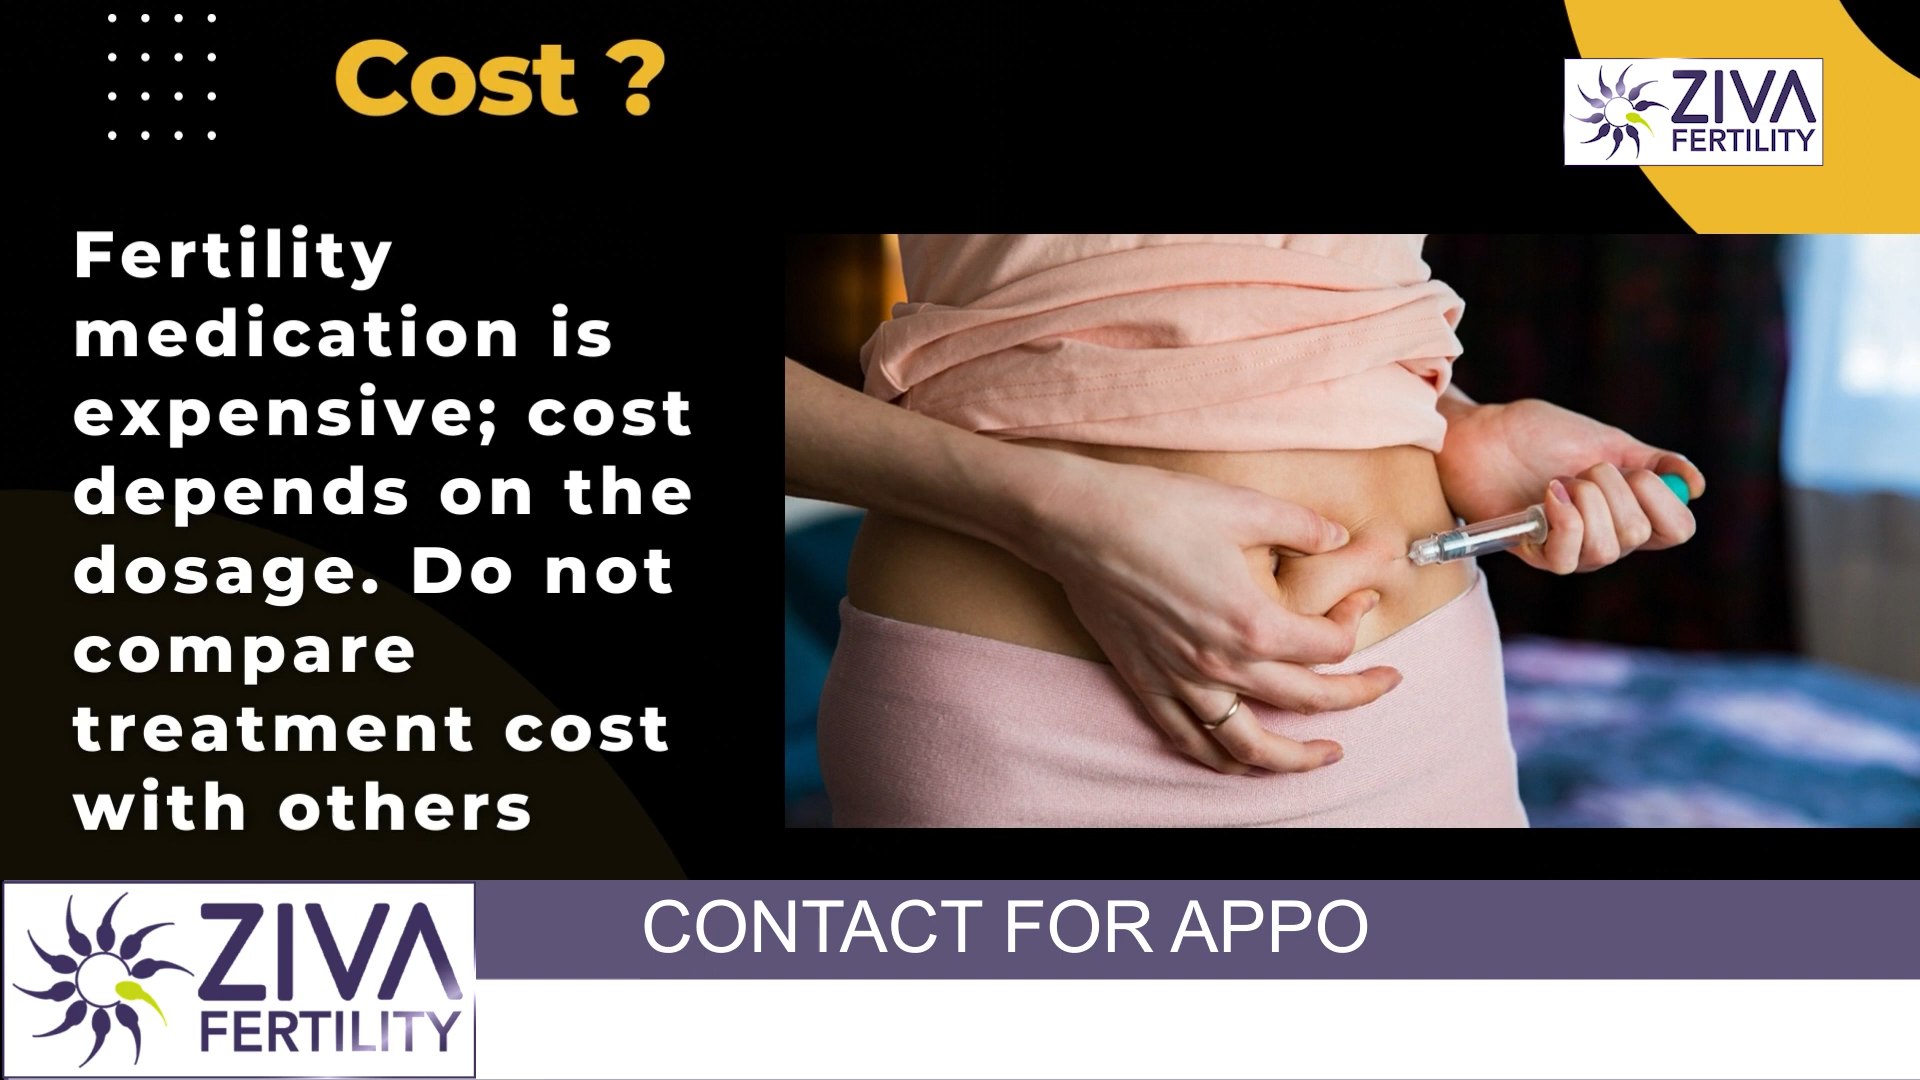 Cost ?
ZIVA
FERTILITY
Fertility
medication is
expensive; cost
depends on the
dosage. Do not
compare
treatment cost
with others
CONTACT FOR APPO
ZIVA
FERTILITY